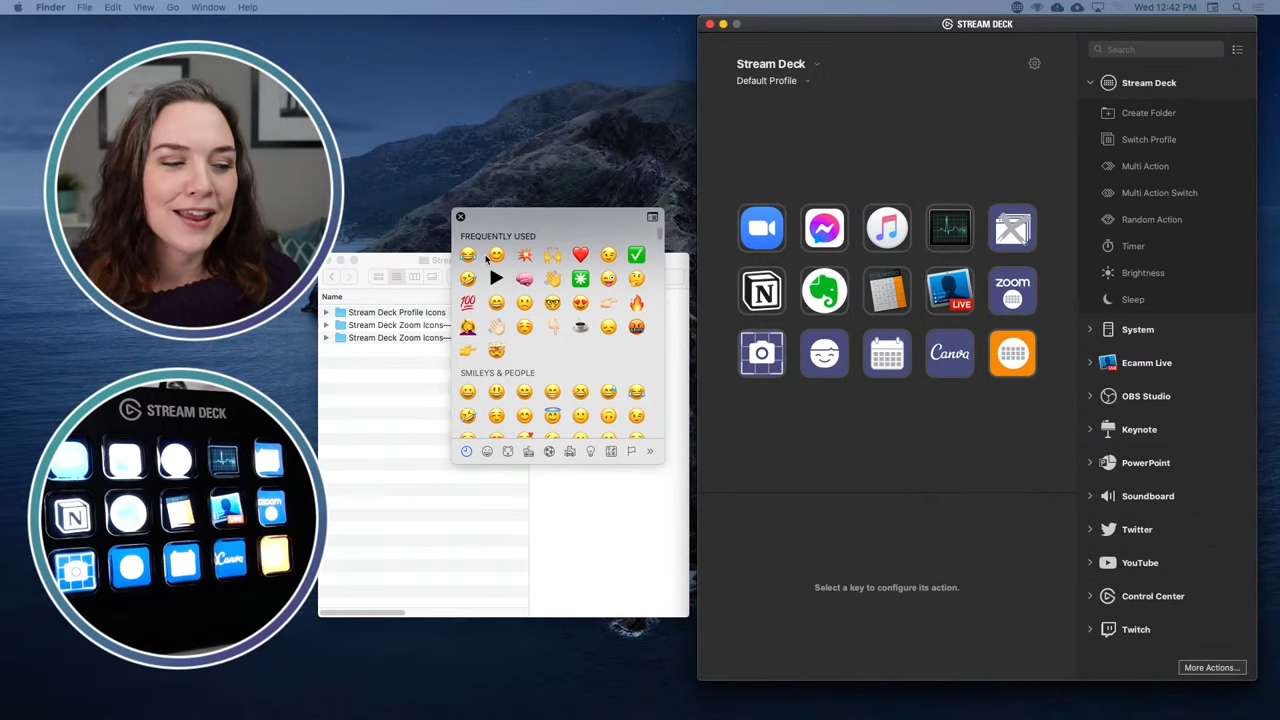 Finder File Edit View Go Window Help
Wed 12:42 PM
STREAM DECK
Stream Deck
Default Profile
Search
Stream Deck
Create Folder
Switch Profile
Multi Action
Multi Action Switch
Random Action
Timer
Brightness
Sleep
System
Ecamm Live
OBS Studio
Keynote
PowerPoint
Soundboard
Twitter
YouTube
Control Center
Twitch
More Actions...
N
LIVE
zoom
Canva
Select a key to configure its action.
FREQUENTLY USED
💯
SMILEYS & PEOPLE
Name
Stream Deck Profile Icons
Stream Deck Zoom Icons—
Stream Deck Zoom Icons—
STREAM DECK
N
zoom
Canva